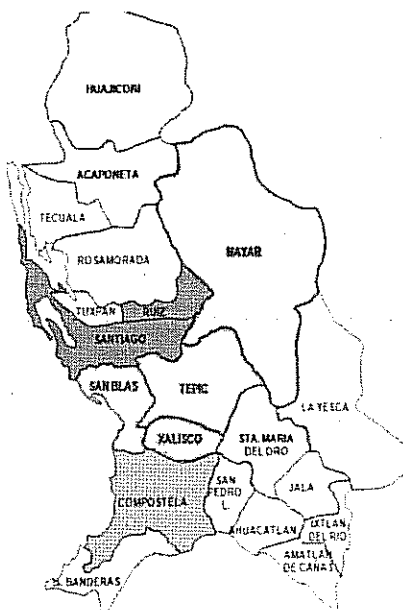 HUAJICORI
ACAPONETA
TECUALA
ROSAMORADA
NAYAR
TUXPAN
RUIZ
SANTIAGO
SAN BLAS
TEPIC
LA YESCA
XALISCO
STA. MARIA
DEL ORO
SAN
PEDRO
L.
JALA
COMPOSTELA
AHUACATLAN
IXTLAN
DEL RIO
AMATLAN
DE CAÑAS
B. BANDERAS